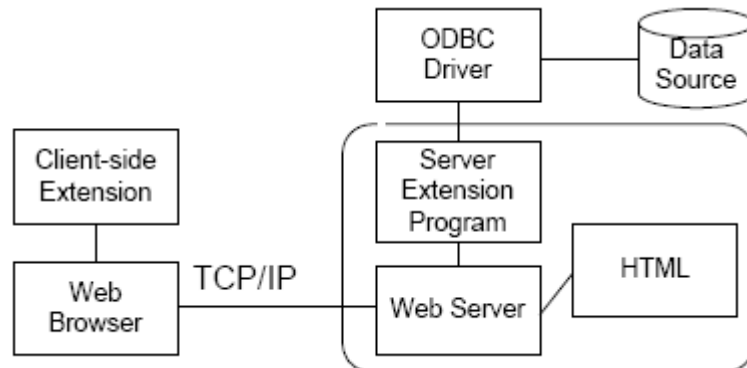 ODBC
Driver
Data
Source
Client-side
Extension
Server
Extension
Program
HTML
TCP/IP
Web
Browser
Web Server